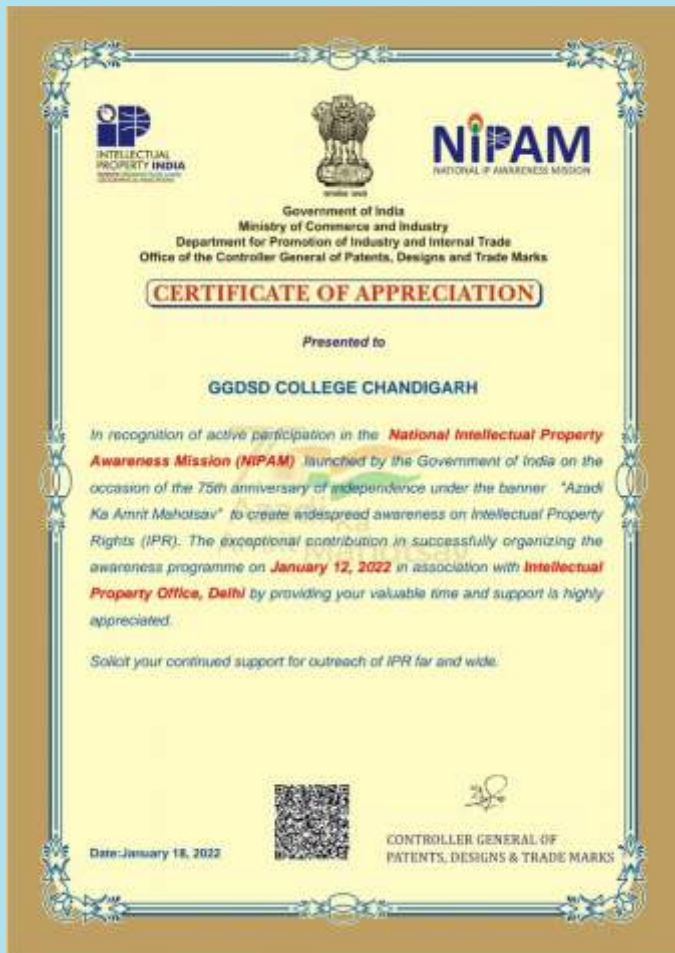 INTELLECTUAL
PROPERTY INDIA
NiPAM
NATIONAL IP AWARENESS MISSION
Government of India
Ministry of Commerce and Industry
Department for Promotion of Industry and Internal Trade
Office of the Controller General of Patents, Designs and Trade Marks
CERTIFICATE OF APPRECIATION
Presented to
GGDSD COLLEGE CHANDIGARH
In recognition of active participation in the National Intellectual Property
Awareness Mission (NIPAM) launched by the Government of India on the
occasion of the 75th anniversary of independence under the banner "Azadi
Ka Amrit Mahotsav" to create widespread awareness on Intellectual Property
Rights (IPR). The exceptional contribution in successfully organizing the
awareness programme on January 12, 2022 in association with Intellectual
Property Office, Delhi by providing your valuable time and support is highly
appreciated.
Solicit your continued support for outreach of IPR far and wide.
Date:January 18, 2022
CONTROLLER GENERAL OF
PATENTS, DESIGNS & TRADE MARKS